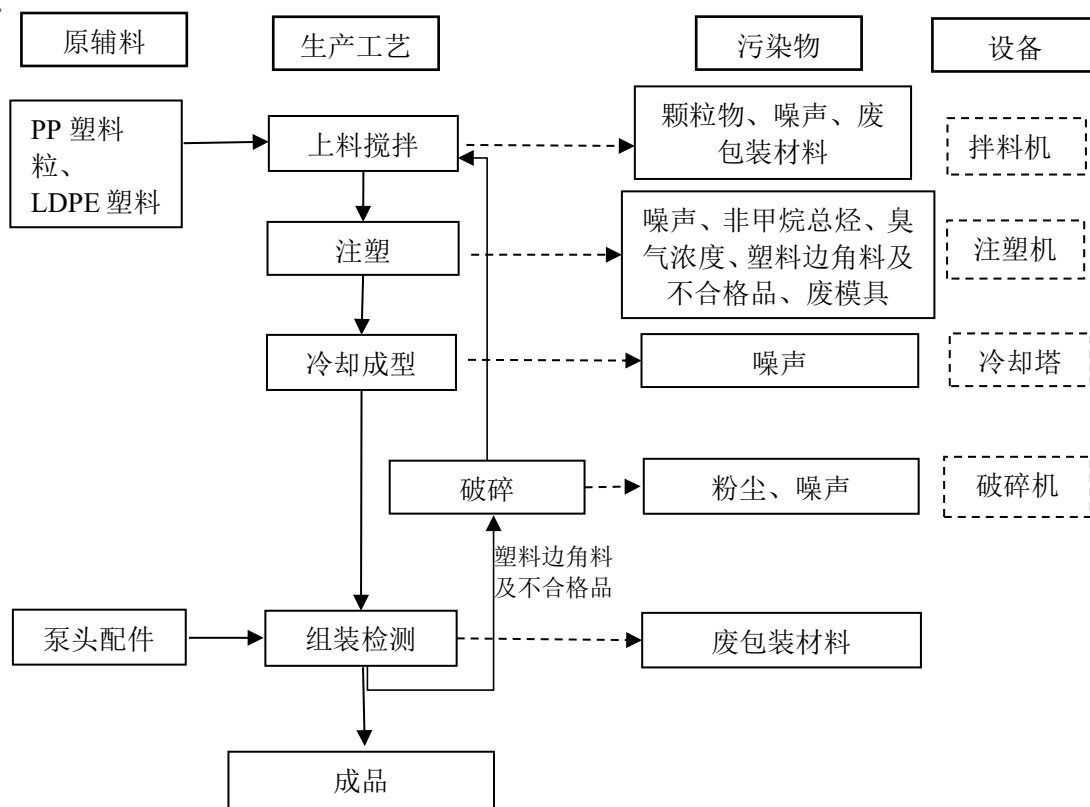 原辅料
生产工艺
污染物
设备
PP 塑料
粒、
LDPE 塑料
上料搅拌
颗粒物、噪声、废
包装材料
拌料机
注塑
噪声、非甲烷总烃、臭
气浓度、塑料边角料及
不合格品、废模具
注塑机
冷却成型
噪声
冷却塔
破碎
粉尘、噪声
破碎机
塑料边角料
及不合格品
泵头配件
组装检测
废包装材料
成品